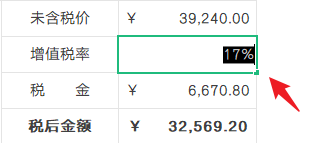 未含税价 ¥ 39,240.00
增值税率 17%
税 金 ¥ 6,670.80
税后金额 ¥ 32,569.20